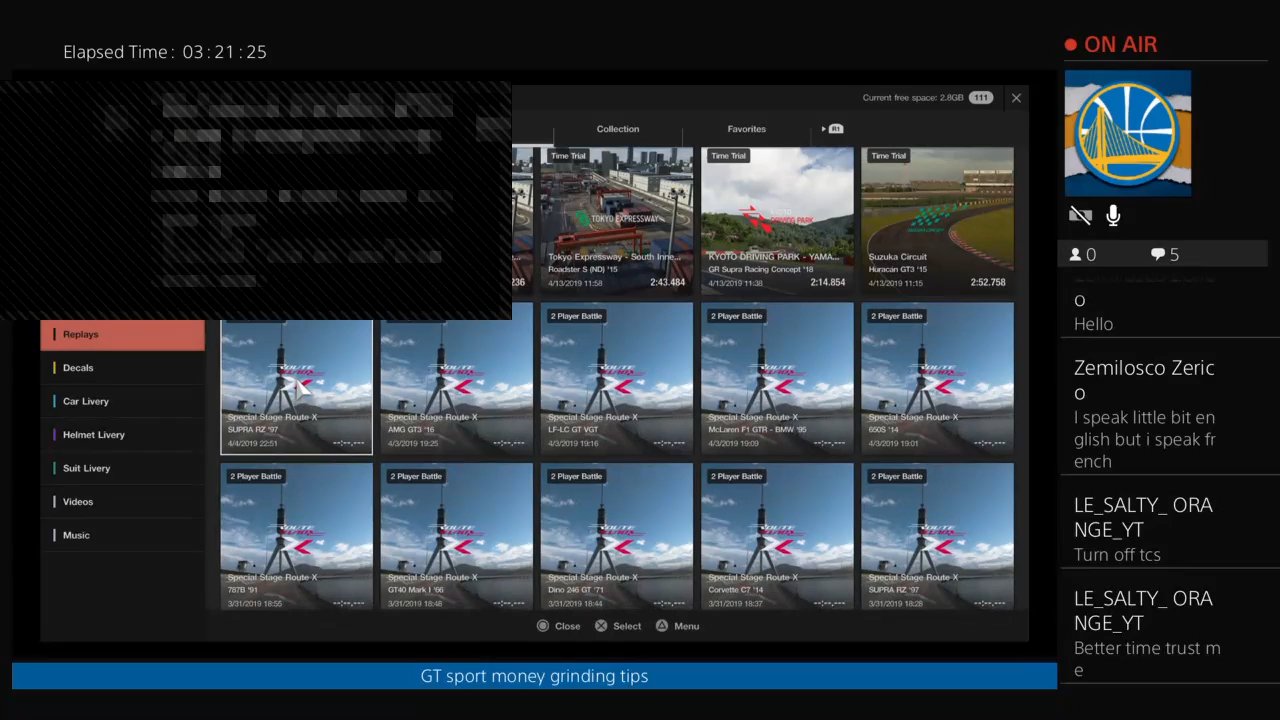 Elapsed Time: 03:21:25
ON AIR
Current free space: 2.8GB 111
Collection
Favorites
R1
Time Trial
TOKYO EXPRESSWAY
Tokyo Expressway - South Inne...
Roadster S (ND) '15
4/13/2019 11:58
2:43.484
Time Trial
KYOTO DRIVING PARK - YAMA...
GR Supra Racing Concept '18
4/13/2019 11:38
2:14.854
Time Trial
Suzuka Circuit
Huracan GT3 '15
4/13/2019 11:15
2:52.758
236
Replays
Decals
Car Livery
Helmet Livery
Suit Livery
Videos
Music
Special Stage Route X
SUPRA RZ '97
4/4/2019 22:51
--:--.---
Special Stage Route X
AMG GT3 '16
4/3/2019 19:25
--:--.---
2 Player Battle
Special Stage Route X
LF-LC GT VGT
4/3/2019 19:16
--:--.---
2 Player Battle
Special Stage Route X
McLaren F1 GTR - BMW '95
4/3/2019 19:09
--:--.---
2 Player Battle
Special Stage Route X
650S '14
4/3/2019 19:01
--:--.---
2 Player Battle
Special Stage Route X
787B '91
3/31/2019 18:55
--:--.---
2 Player Battle
Special Stage Route X
GT40 Mark I '66
3/31/2019 18:48
--:--.---
2 Player Battle
Special Stage Route X
Dino 246 GT '71
3/31/2019 18:44
--:--.---
2 Player Battle
Special Stage Route X
Corvette C7 '14
3/31/2019 18:37
--:--.---
2 Player Battle
Special Stage Route X
SUPRA RZ '97
3/31/2019 18:28
--:--.---
Close
Select
Menu
GT sport money grinding tips
0
5
o
Hello
Zemilosco Zeric
o
I speak little bit en
glish but i speak fr
ench
LE_SALTY_ ORA
NGE_YT
Turn off tcs
LE_SALTY_ ORA
NGE_YT
Better time trust m
e